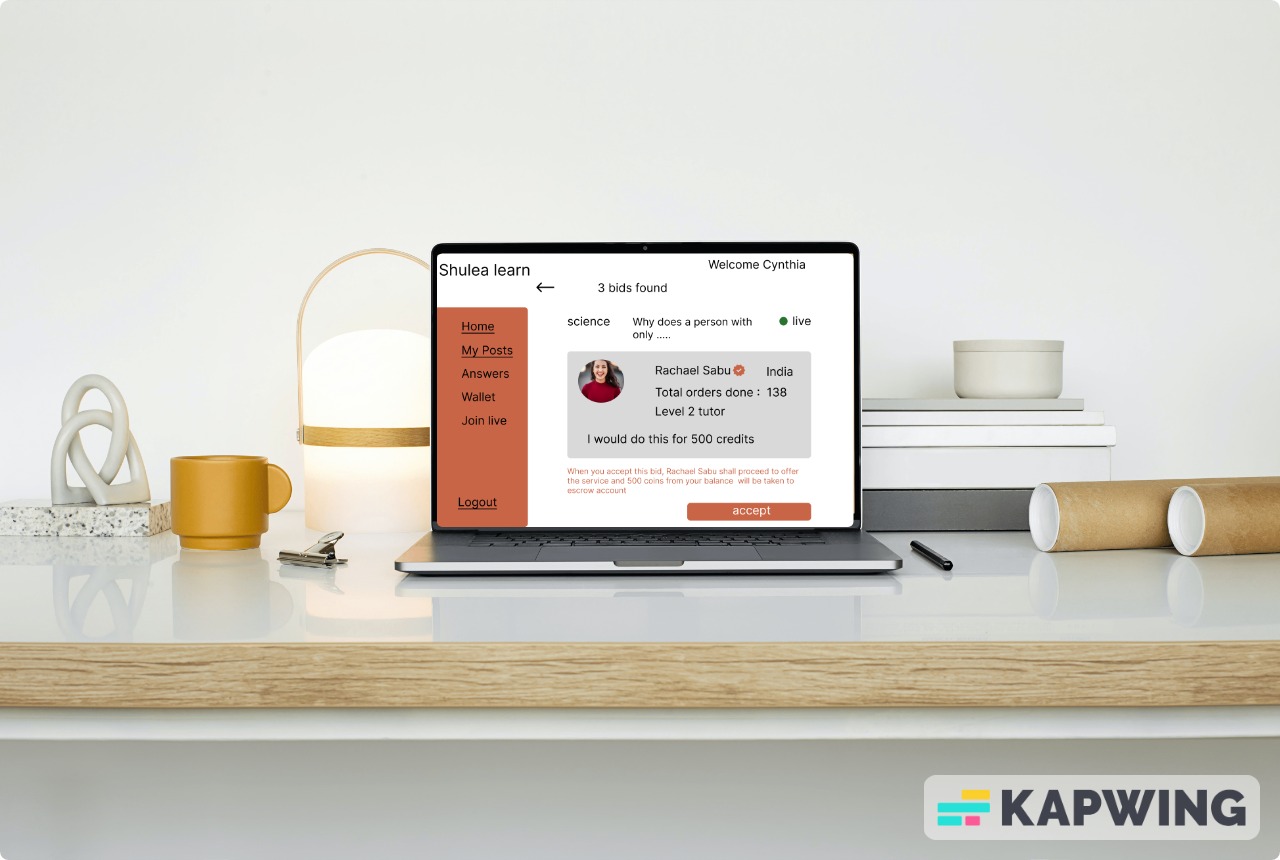 Shulea learn
Welcome Cynthia
3 bids found
Home
My Posts
Answers
Wallet
Join live
Logout
science
Why does a person with
only .....
live
Rachael Sabu
India
Total orders done : 138
Level 2 tutor
I would do this for 500 credits
When you accept this bid, Rachael Sabu shall proceed to offer
the service and 500 coins from your balance will be taken to
escrow account
accept
KAPWING